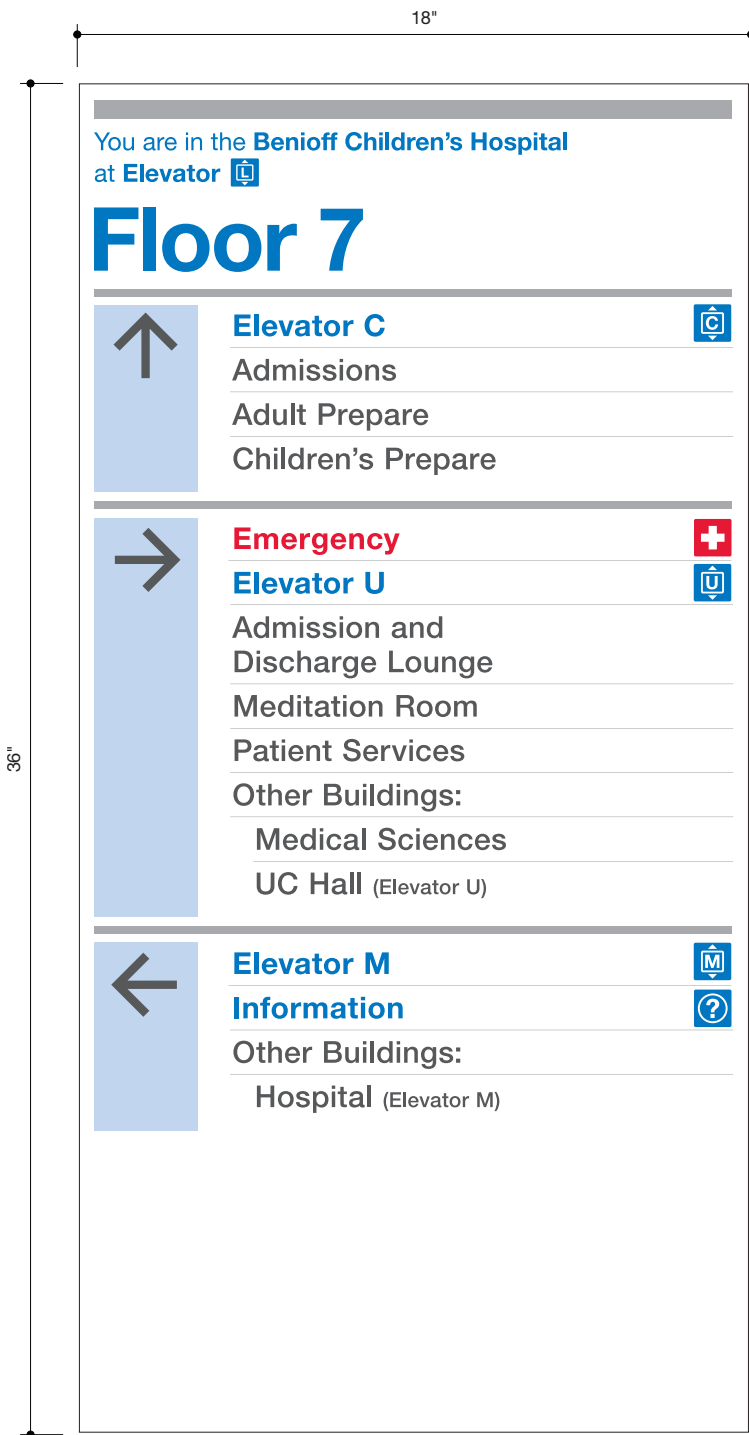 18"
You are in the Benioff Children’s Hospital
at Elevator L
Floor 7
Elevator C C
Admissions
Adult Prepare
Children’s Prepare
Emergency
Elevator U U
Admission and
Discharge Lounge
Meditation Room
Patient Services
Other Buildings:
Medical Sciences
UC Hall (Elevator U)
36"
Elevator M M
Information ?
Other Buildings:
Hospital (Elevator M)